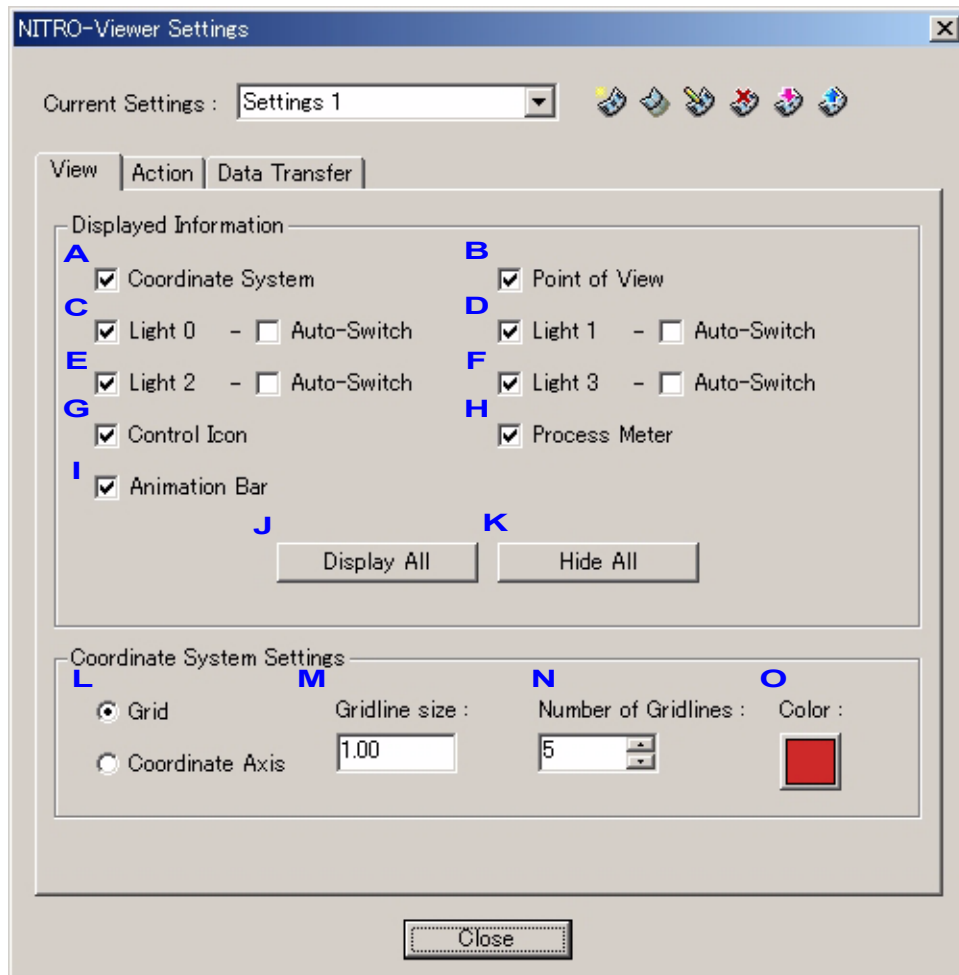 NITRO-Viewer Settings
Current Settings : Settings 1
View Action Data Transfer
Displayed Information
A B
Coordinate System Point of View
C D
Light 0 - Auto-Switch Light 1 - Auto-Switch
E F
Light 2 - Auto-Switch Light 3 - Auto-Switch
G H
Control Icon Process Meter
I
Animation Bar
J K
Display All Hide All
Coordinate System Settings
L M N O
Grid Gridline size : Number of Gridlines : Color :
Coordinate Axis 1.00 5
Close